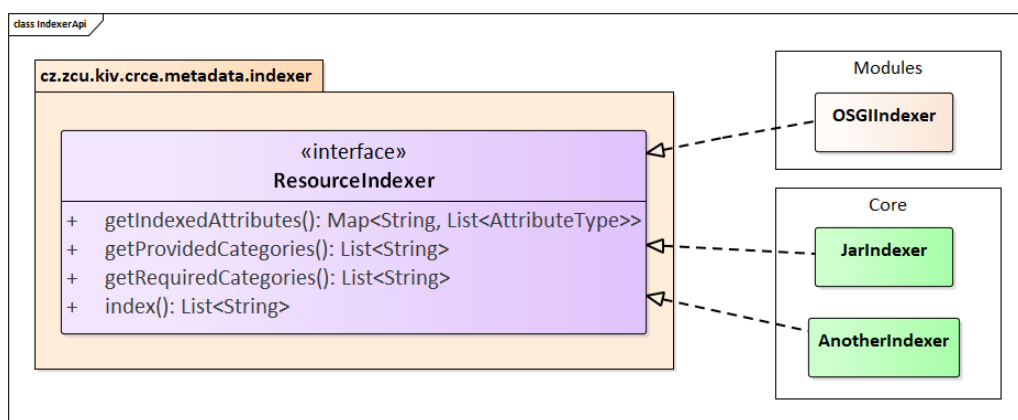 class IndexerApi
cz.zcu.kiv.crce.metadata.indexer
«interface»
ResourceIndexer
+ getIndexedAttributes(): Map<String, List<AttributeType>>
+ getProvidedCategories(): List<String>
+ getRequiredCategories(): List<String>
+ index(): List<String>
Modules
OSGIIndexer
Core
JarIndexer
AnotherIndexer